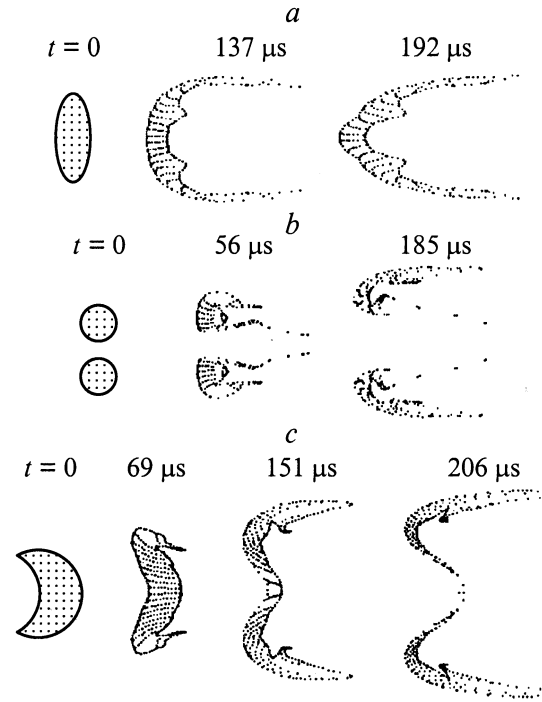 a
t = 0 137 μs 192 μs
b
t = 0 56 μs 185 μs
c
t = 0 69 μs 151 μs 206 μs